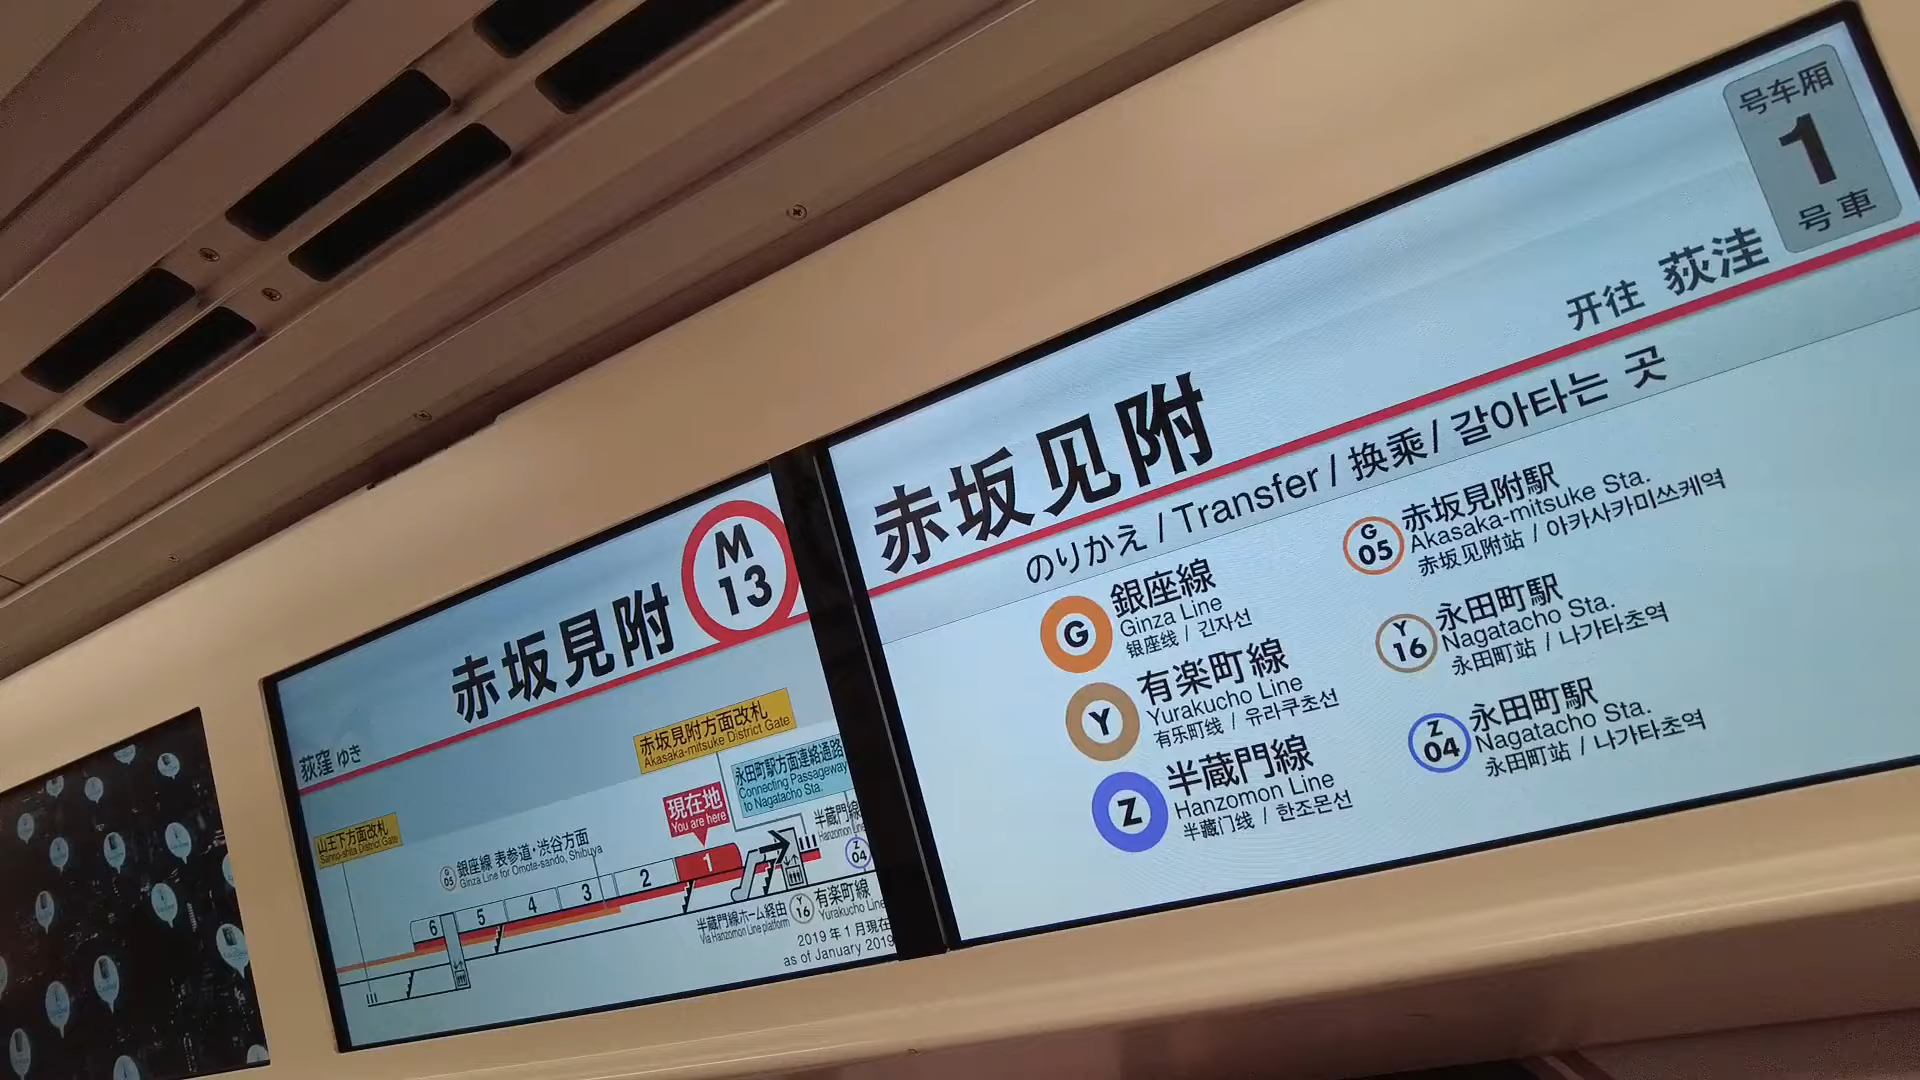 赤坂見附
M
13
荻窪 ゆき
赤坂見附方面改札
Akasaka-mitsuke District Gate
永田町駅方面連絡通路
Connecting Passageway
to Nagatacho Sta.
山王下方面改札
Sanno-shita District Gate
現在地
You are here
G
05
銀座線 表参道・渋谷方面
Ginza Line for Omote-sando, Shibuya
半蔵門線
Hanzomon Line
Z
04
6 5 4 3 2 1
半蔵門線ホーム経由
Via Hanzomon Line platform
Y
16
有楽町線
Yurakucho Line
2019 年 1 月現在
as of January 2019
号车厢
1
号車
开往 荻洼
赤坂见附
のりかえ / Transfer / 换乘 / 갈아타는 곳
G
銀座線
Ginza Line
银座线 / 긴자선
G
05
赤坂見附駅
Akasaka-mitsuke Sta.
赤坂见附站 / 아카사카미쓰케역
Y
有楽町線
Yurakucho Line
有乐町线 / 유라쿠초선
Y
16
永田町駅
Nagatacho Sta.
永田町站 / 나가타초역
Z
半蔵門線
Hanzomon Line
半藏门线 / 한조몬선
Z
04
永田町駅
Nagatacho Sta.
永田町站 / 나가타초역